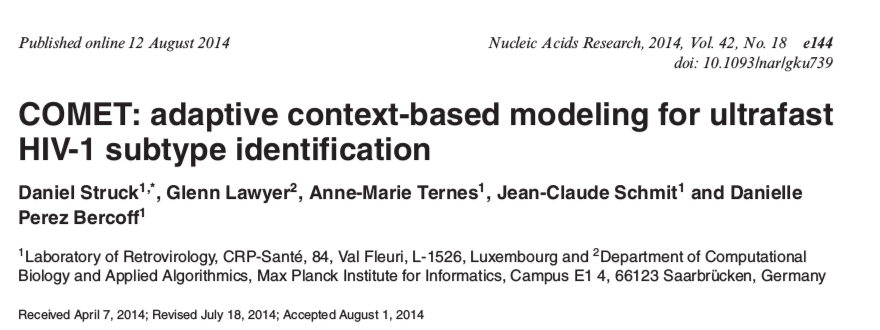 Published online 12 August 2014
Nucleic Acids Research, 2014, Vol. 42, No. 18 e144
doi: 10.1093/nar/gku739
COMET: adaptive context-based modeling for ultrafast
HIV-1 subtype identification
Daniel Struck1,*, Glenn Lawyer2, Anne-Marie Ternes1, Jean-Claude Schmit1 and Danielle
Perez Bercoff1
1Laboratory of Retrovirology, CRP-Santé, 84, Val Fleuri, L-1526, Luxembourg and 2Department of Computational
Biology and Applied Algorithmics, Max Planck Institute for Informatics, Campus E1 4, 66123 Saarbrücken, Germany
Received April 7, 2014; Revised July 18, 2014; Accepted August 1, 2014